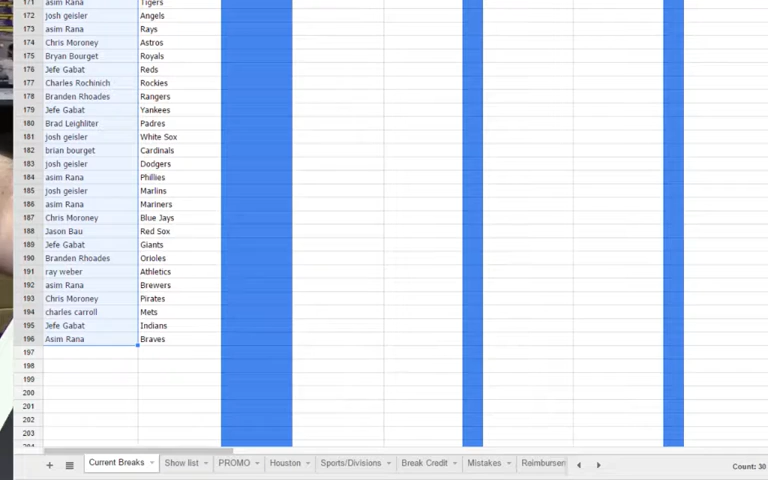 171 asim Rana Tigers
172 josh geisler Angels
173 asim Rana Rays
174 Chris Moroney Astros
175 Bryan Bourget Royals
176 Jefe Gabat Reds
177 Charles Rochinich Rockies
178 Branden Rhoades Rangers
179 Jefe Gabat Yankees
180 Brad Leighliter Padres
181 josh geisler White Sox
182 brian bourget Cardinals
183 josh geisler Dodgers
184 asim Rana Phillies
185 josh geisler Marlins
186 asim Rana Mariners
187 Chris Moroney Blue Jays
188 Jason Bau Red Sox
189 Jefe Gabat Giants
190 Branden Rhoades Orioles
191 ray weber Athletics
192 asim Rana Brewers
193 Chris Moroney Pirates
194 charles carroll Mets
195 Jefe Gabat Indians
196 Asim Rana Braves
197
198
199
200
201
202
203
Current Breaks Show list PROMO Houston Sports/Divisions Break Credit Mistakes Reimbursen Count: 30